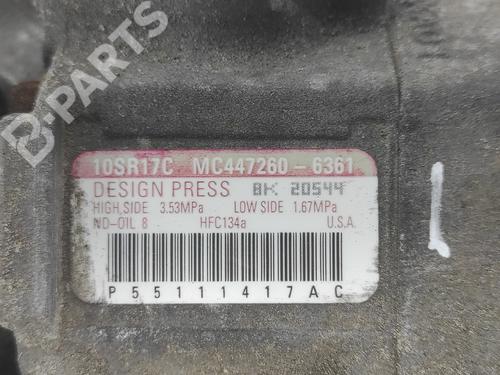 B-PARTS
10SR17C MC447260-6361
DESIGN PRESS 8K 20544
HIGH SIDE 3.53MPa LOW SIDE 1.67MPa
ND-OIL 8 HFC134a U.S.A.
P55111417AC